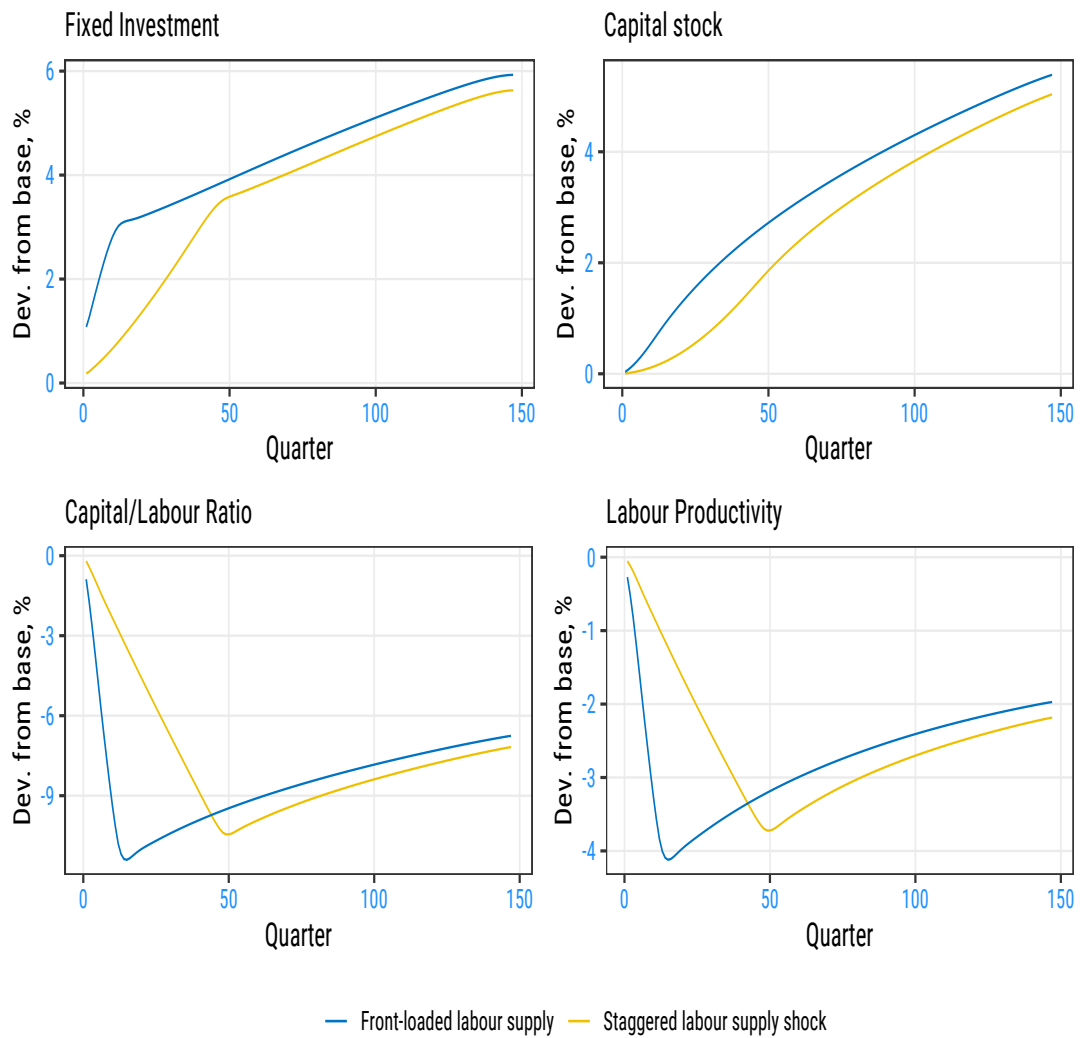 Fixed Investment
Dev. from base, %
6
4
2
0
0 50 100 150
Quarter
Capital stock
Dev. from base, %
4
2
0
0 50 100 150
Quarter
Capital/Labour Ratio
Dev. from base, %
0
-3
-6
-9
0 50 100 150
Quarter
Labour Productivity
Dev. from base, %
0
-1
-2
-3
-4
0 50 100 150
Quarter
Front-loaded labour supply Staggered labour supply shock